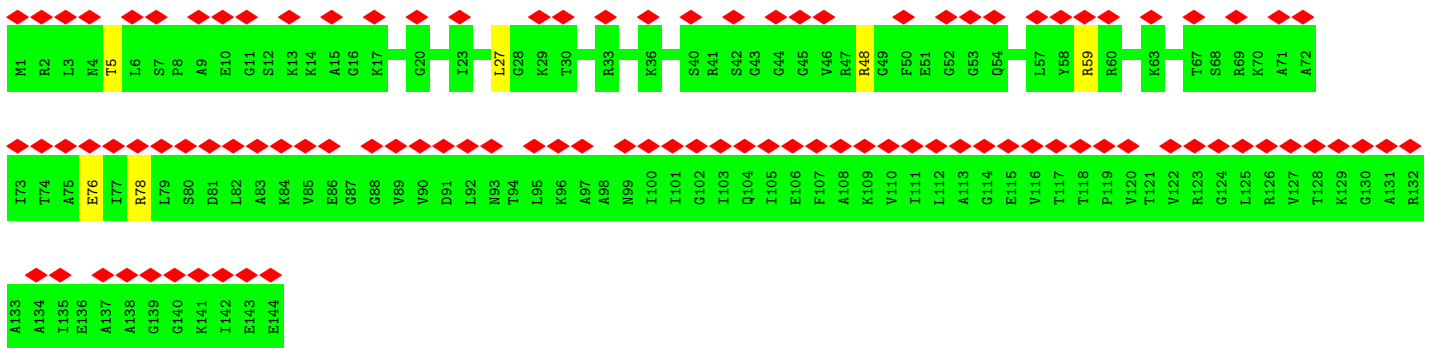 M1 R2 L3 N4 T5 L6 S7 P8 A9 E10 G11 S12 K13 K14 A15 G16 K17 G20 I23 L27 G28 K29 T30 R33 K36 S40 R41 S42 G43 G44 G45 V46 R47 R48 G49 F50 E51 G52 G53 Q54 L57 Y58 R59 R60 K63 T67 S68 R69 K70 A71 A72
I73 T74 A75 E76 I77 R78 L79 S80 D81 L82 A83 K84 V85 E86 G87 G88 V89 V90 D91 L92 N93 T94 L95 K96 A97 A98 N99 I100 I101 G102 I103 Q104 I105 E106 F107 A108 K109 V110 I111 L112 A113 G114 E115 V116 T117 T118 P119 V120 T121 V122 R123 G124 L125 R126 V127 T128 K129 G130 A131 R132
A133 A134 I135 E136 A137 A138 G139 G140 K141 I142 E143 E144